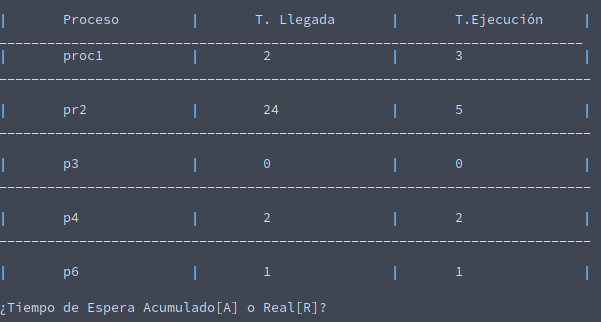 | Proceso | T. Llegada | T.Ejecución |
| proc1 | 2 | 3 |
| pr2 | 24 | 5 |
| p3 | 0 | 0 |
| p4 | 2 | 2 |
| p6 | 1 | 1 |
¿Tiempo de Espera Acumulado[A] o Real[R]?